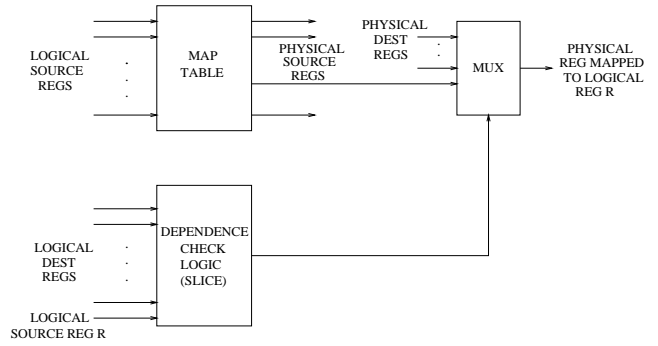 LOGICAL
SOURCE
REGS
MAP
TABLE
PHYSICAL
SOURCE
REGS
PHYSICAL
DEST
REGS
MUX
PHYSICAL
REG MAPPED
TO LOGICAL
REG R
LOGICAL
DEST
REGS
DEPENDENCE
CHECK
LOGIC
(SLICE)
LOGICAL
SOURCE REG R